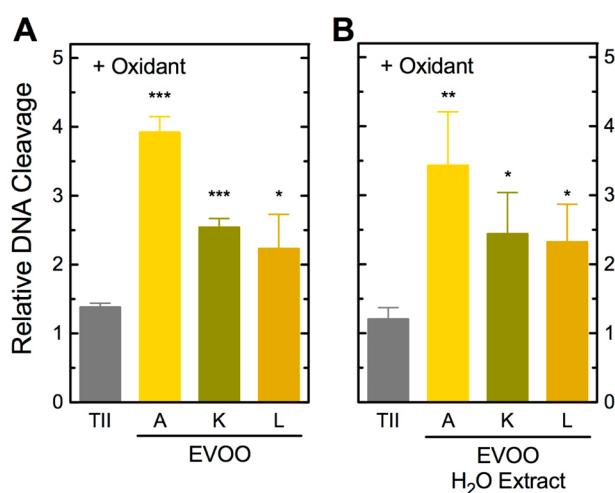 A
Relative DNA Cleavage
5
4
3
2
1
0
+ Oxidant
***
***
*
TII A K L
EVOO
B
+ Oxidant
**
*
*
5
4
3
2
1
0
TII A K L
EVOO
H₂O Extract